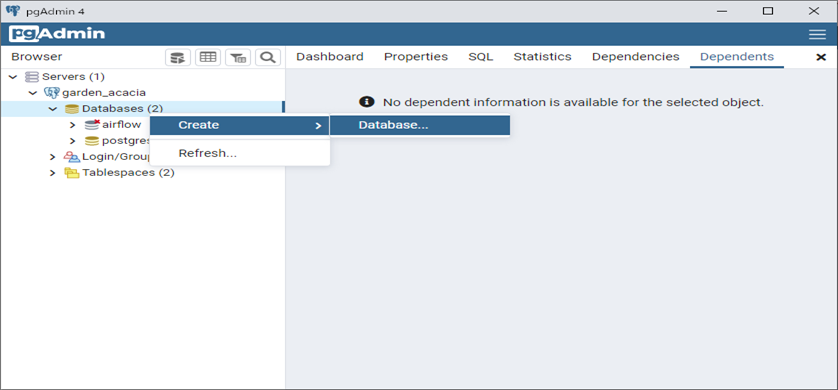 pgAdmin 4
pgAdmin
Browser
Dashboard Properties SQL Statistics Dependencies Dependents
Servers (1)
garden_acacia
Databases (2)
No dependent information is available for the selected object.
airflow
Create
Database...
postgres
Refresh...
Login/Group
Tablespaces (2)